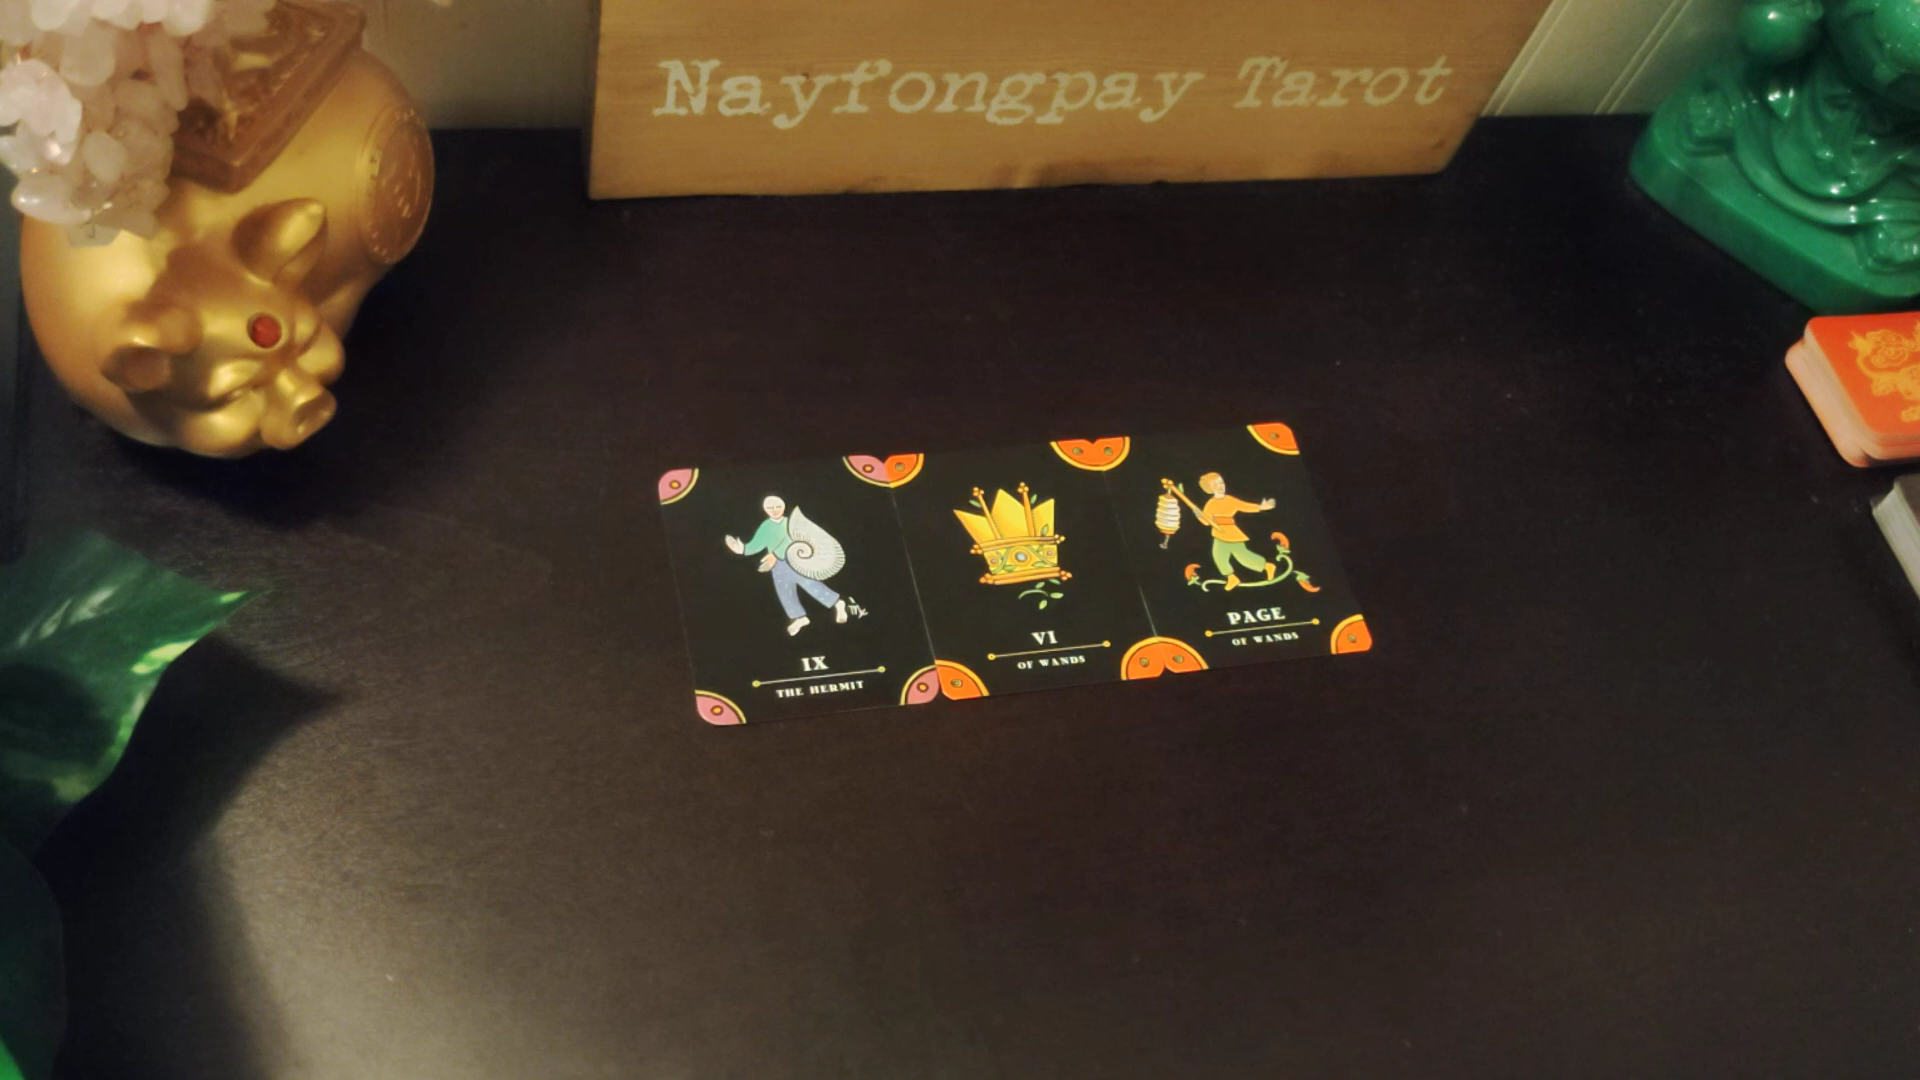 Nayfongpay Tarot
IX
THE HERMIT
VI
OF WANDS
PAGE
OF WANDS